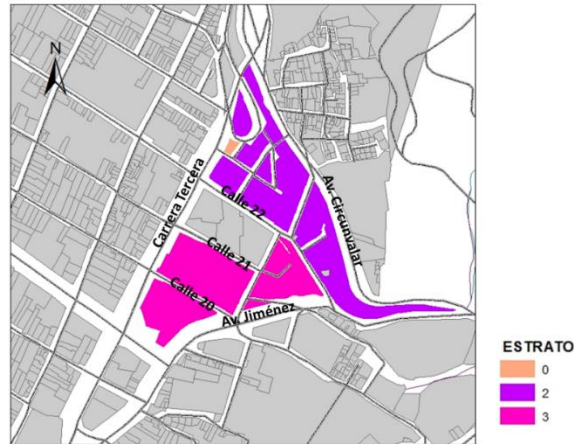 N
Carrera Tercera
Av. Circunvalar
Calle 22
Calle 21
Calle 20
Av. Jiménez
ESTRATO
0
2
3